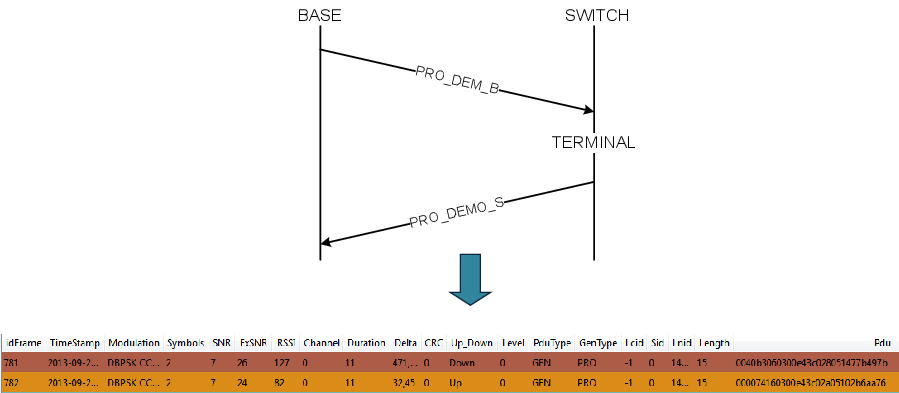 BASE SWITCH
PRO_DEM_B
TERMINAL
PRO_DEMO_S
idFrame TimeStamp Modulation Symbols SNR ExSNR RSSI Channel Duration Delta CRC Up_Down Level PduType GenType Lcid Sid Lnid Length Pdu
781 2013-09-2... DBPSK CC... 2 7 26 127 0 11 471,... 0 Down 0 GEN PRO -1 0 14... 15 0040b3060300e43c028051477b497b
782 2013-09-2... DBPSK CC... 2 7 24 82 0 11 32,45 0 Up 0 GEN PRO -1 0 14... 15 000074160300e43c02a05102b6aa76